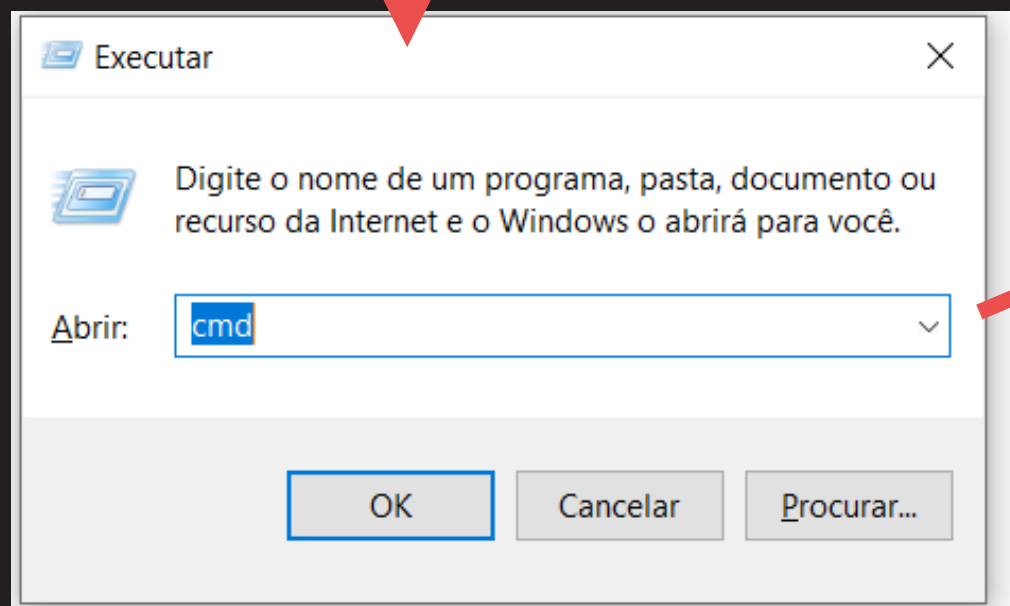 Executar
Digite o nome de um programa, pasta, documento ou
recurso da Internet e o Windows o abrirá para você.
Abrir: cmd
OK Cancelar Procurar...